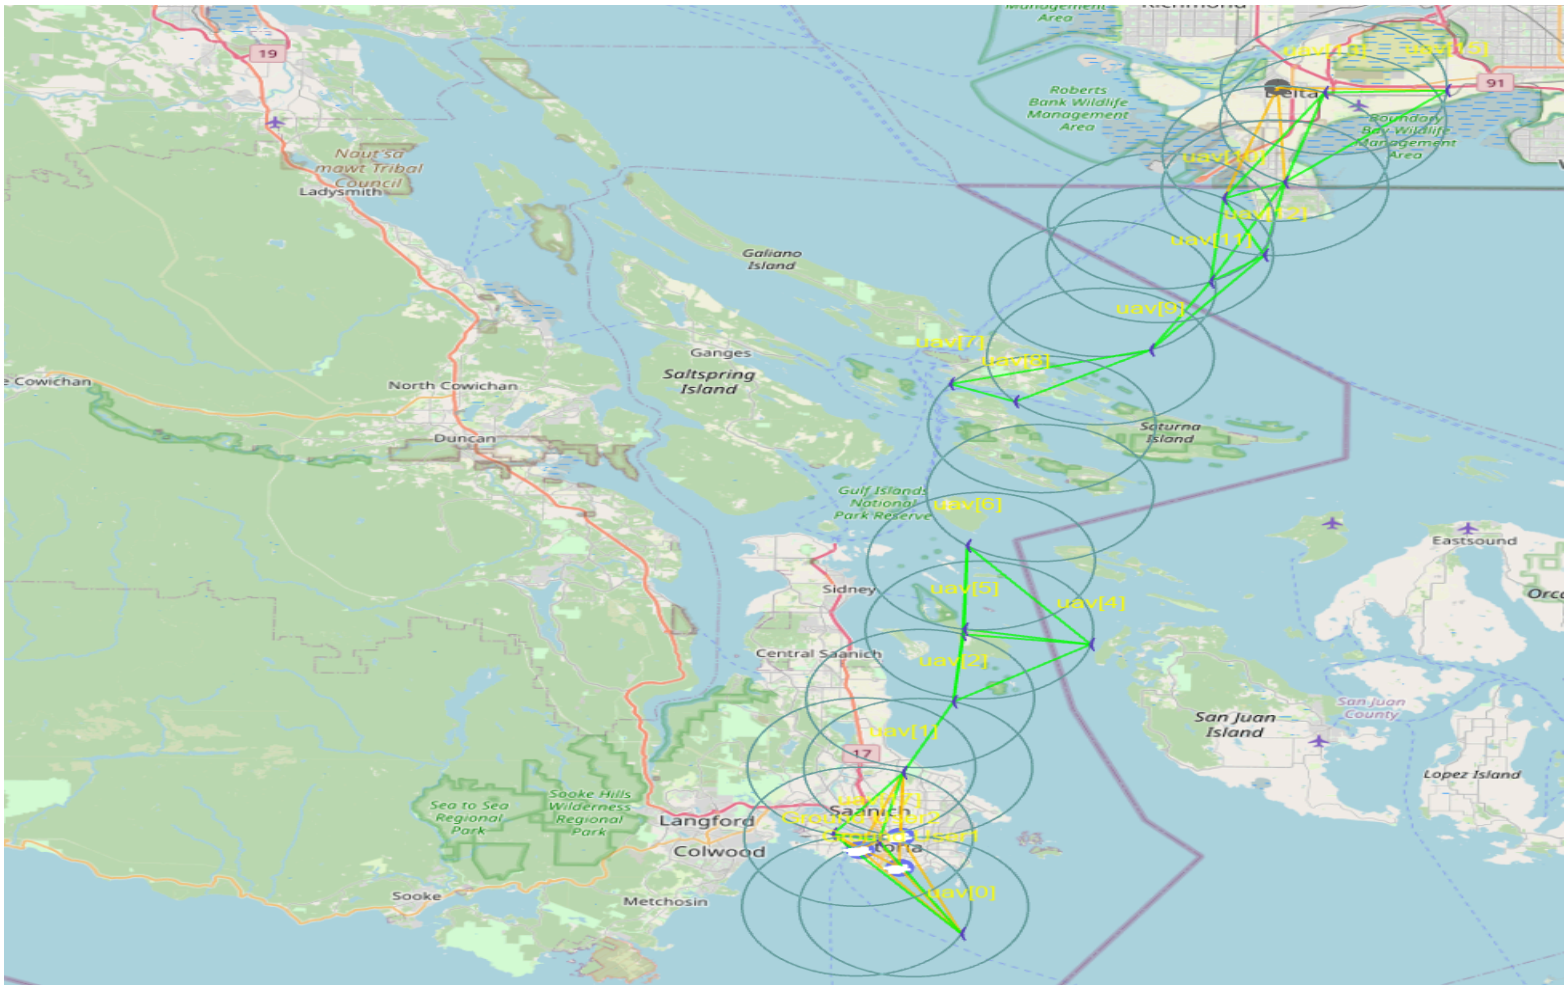 Management
Area
Richmond
19
uav[13]
uav[15]
91
Delta
Roberts
Bank Wildlife
Management
Area
Boundary
Bay Wildlife
Management
Area
Naut'sa
mawt Tribal
Council
Ladysmith
uav[12]
uav[11]
Galiano
Island
uav[9]
uav[7]
uav[8]
Ganges
Saltspring
Island
e Cowichan
North Cowichan
Duncan
Saturna
Island
Gulf Islands
National
Park Reserve
uav[6]
Eastsound
Sidney
uav[5]
uav[4]
Orca
Central Saanich
uav[2]
San Juan
Island
San Juan
County
uav[1]
17
Lopez Island
Sea to Sea
Regional
Park
Sooke Hills
Wilderness
Regional
Park
Langford
Saanich
Colwood
toria
uav[0]
Sooke
Metchosin